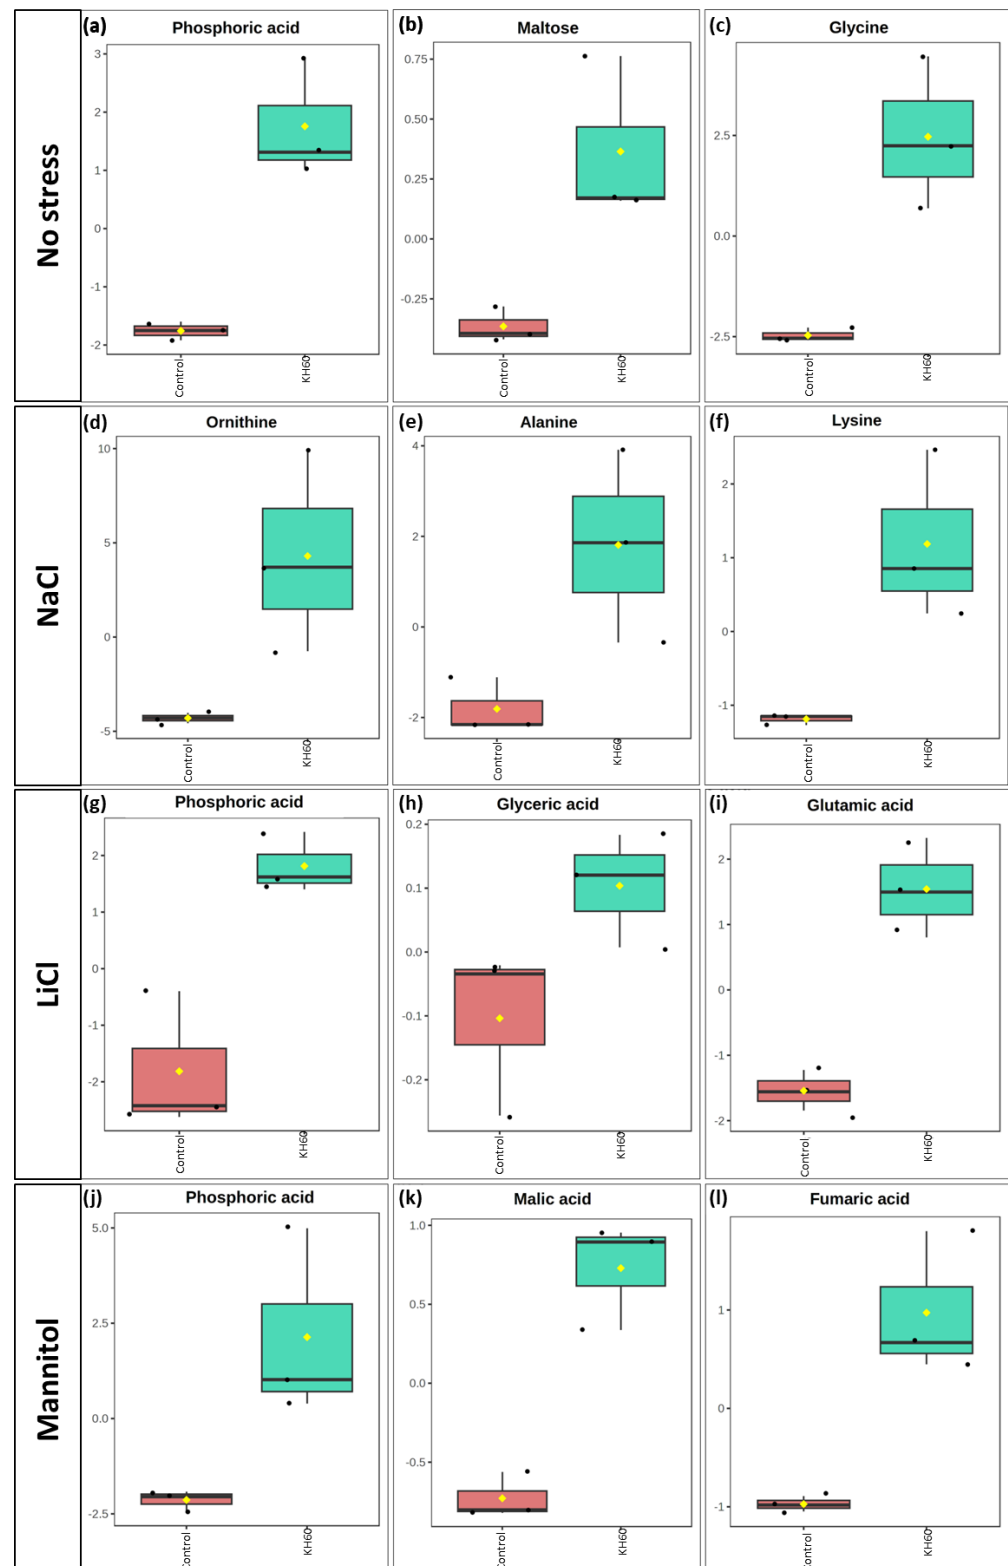 No stress
(a) Phosphoric acid
3
2
1
0
-1
-2
Control
KH60
(b) Maltose
0.75
0.50
0.25
0.00
-0.25
Control
KH60
(c) Glycine
2.5
0.0
-2.5
Control
KH60
NaCl
(d) Ornithine
10
5
0
-5
Control
KH60
(e) Alanine
4
2
0
-2
Control
KH60
(f) Lysine
2
1
0
-1
Control
KH60
LiCl
(g) Phosphoric acid
2
1
0
-1
-2
Control
KH60
(h) Glyceric acid
0.2
0.1
0.0
-0.1
-0.2
Control
KH60
(i) Glutamic acid
2
1
0
-1
-2
Control
KH60
Mannitol
(j) Phosphoric acid
5.0
2.5
0.0
-2.5
Control
KH60
(k) Malic acid
1.0
0.5
0.0
-0.5
Control
KH60
(l) Fumaric acid
1
0
-1
Control
KH60